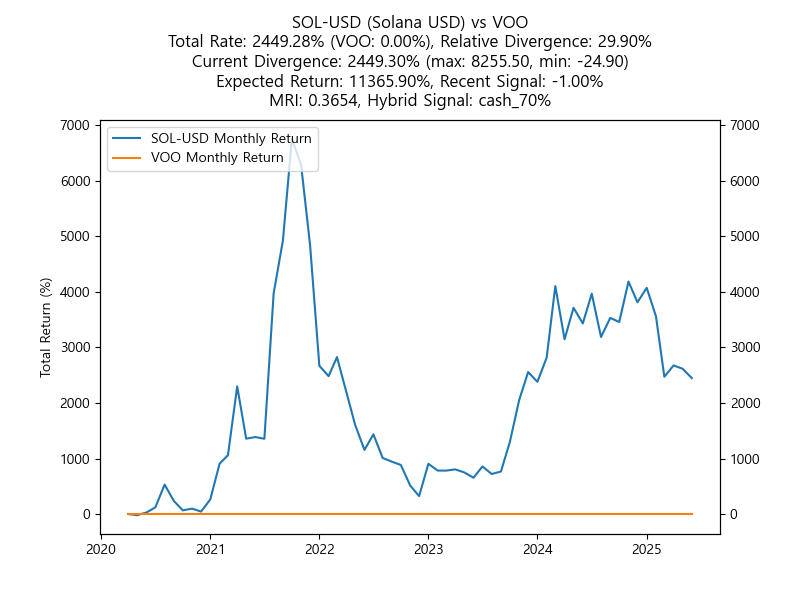 SOL-USD (Solana USD) vs VOO
Total Rate: 2449.28% (VOO: 0.00%), Relative Divergence: 29.90%
Current Divergence: 2449.30% (max: 8255.50, min: -24.90)
Expected Return: 11365.90%, Recent Signal: -1.00%
MRI: 0.3654, Hybrid Signal: cash_70%
SOL-USD Monthly Return
VOO Monthly Return
Total Return (%)
7000
6000
5000
4000
3000
2000
1000
0
7000
6000
5000
4000
3000
2000
1000
0
2020
2021
2022
2023
2024
2025